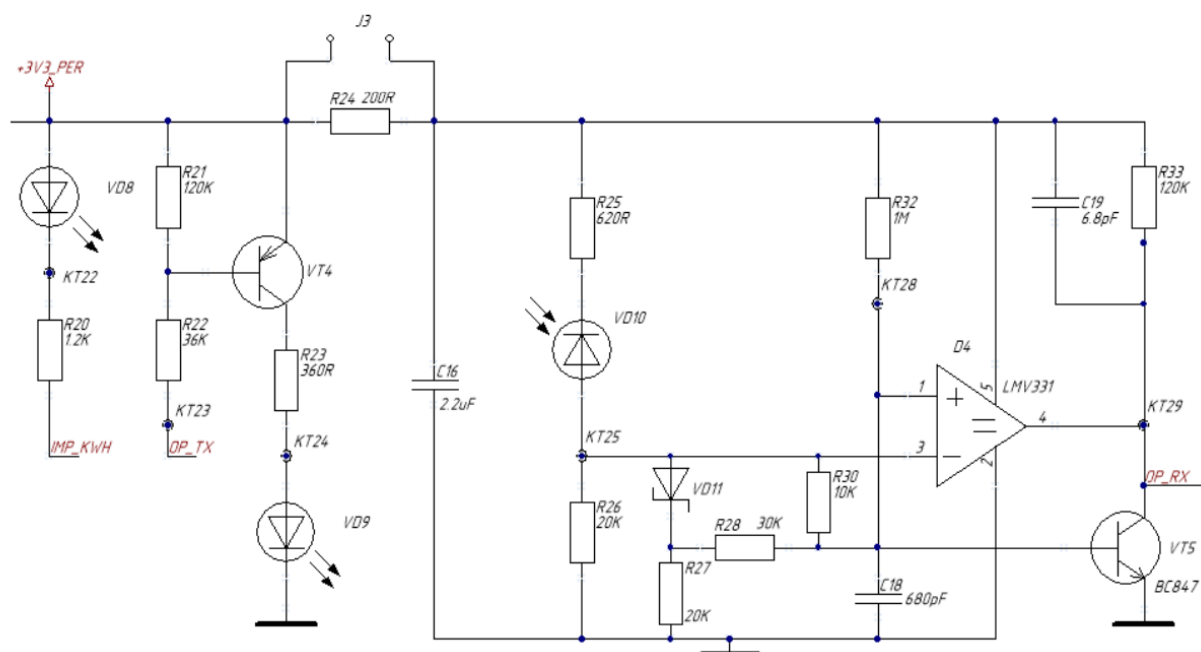 J3
+3V3_PER
R24 200R
R21
120K
VD8
R25
620R
R32
1M
C19
6.8pF
R33
120K
KT22
VT4
KT28
R20
1.2K
R22
36K
VD10
R23
360R
C16
2.2uF
D4
LMV331
1
5
4
3
2
KT23
KT24
KT25
KT29
IMP_KWH
OP_TX
OP_RX
VD9
R26
20K
VD11
R30
10K
R28 30K
R27
20K
C18
680pF
VT5
BC847